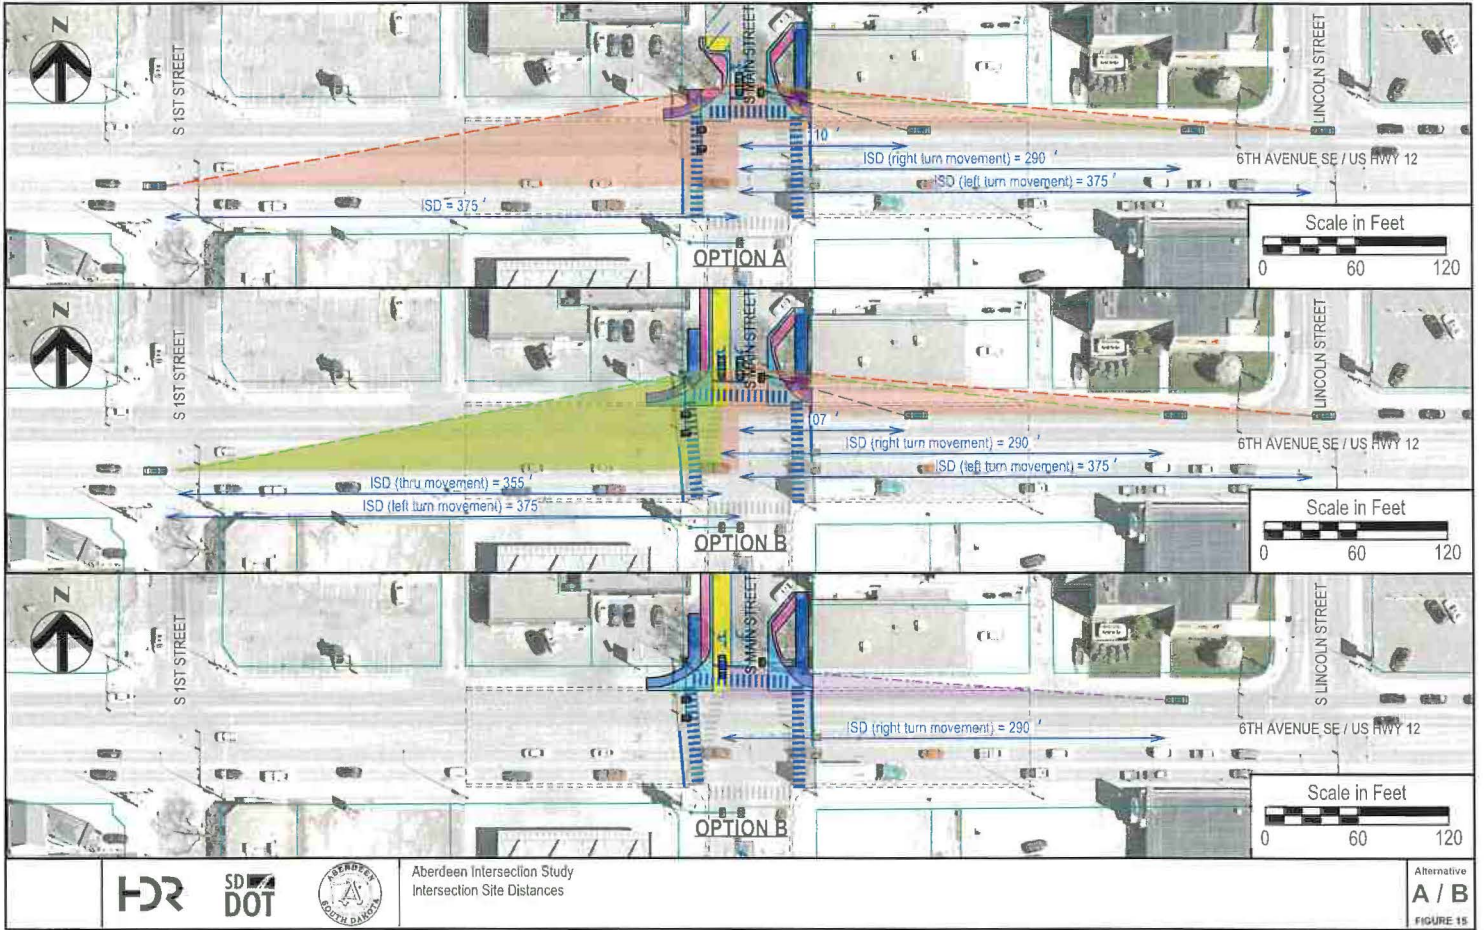 N
S 1ST STREET
S MAIN STREET
LINCOLN STREET
10 '
ISD (right turn movement) = 290 '
6TH AVENUE SE / US HWY 12
ISD (left turn movement) = 375 '
ISD = 375 '
OPTION A
Scale in Feet
0 60 120
N
S 1ST STREET
S MAIN STREET
LINCOLN STREET
07 '
ISD (right turn movement) = 290 '
6TH AVENUE SE / US HWY 12
ISD (left turn movement) = 375 '
ISD (thru movement) = 355 '
ISD (left turn movement) = 375 '
OPTION B
Scale in Feet
0 60 120
N
S 1ST STREET
S MAIN STREET
S LINCOLN STREET
ISD (right turn movement) = 290 '
6TH AVENUE SE / US HWY 12
OPTION B
Scale in Feet
0 60 120
HDR
SD
DOT
ABERDEEN
A
SOUTH DAKOTA
Aberdeen Intersection Study
Intersection Site Distances
Alternative
A / B
FIGURE 15